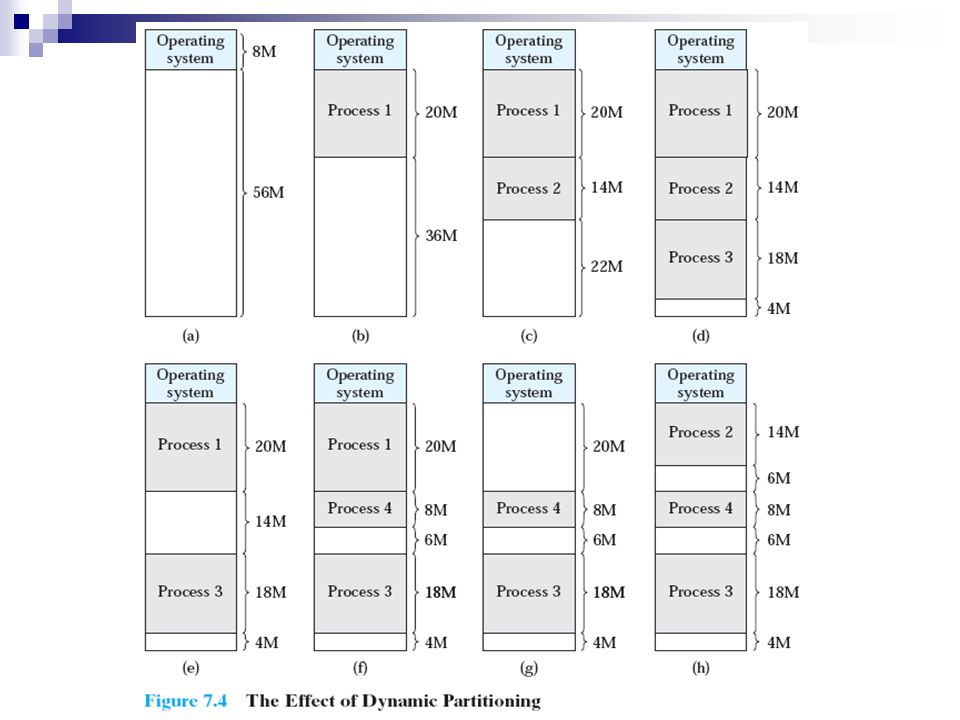 Operating
system
8M
56M
(a)
Operating
system
Process 1
20M
36M
(b)
Operating
system
Process 1
20M
Process 2
14M
22M
(c)
Operating
system
Process 1
20M
Process 2
14M
Process 3
18M
4M
(d)
Operating
system
Process 1
20M
14M
Process 3
18M
4M
(e)
Operating
system
Process 1
20M
Process 4
8M
6M
Process 3
18M
4M
(f)
Operating
system
20M
Process 4
8M
6M
Process 3
18M
4M
(g)
Operating
system
Process 2
14M
6M
Process 4
8M
6M
Process 3
18M
4M
(h)
Figure 7.4 The Effect of Dynamic Partitioning